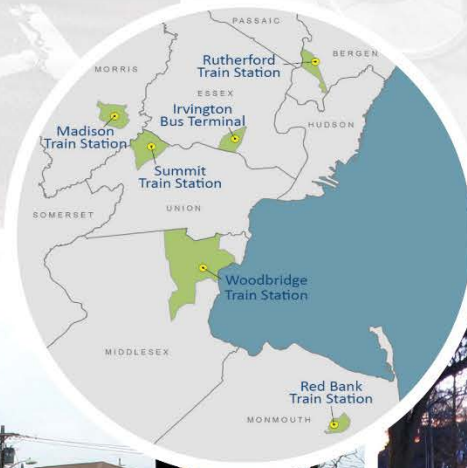 PASSAIC
BERGEN
Rutherford
Train Station
MORRIS
ESSEX
Irvington
Bus Terminal
HUDSON
Madison
Train Station
Summit
Train Station
SOMERSET
UNION
Woodbridge
Train Station
MIDDLESEX
Red Bank
Train Station
MONMOUTH